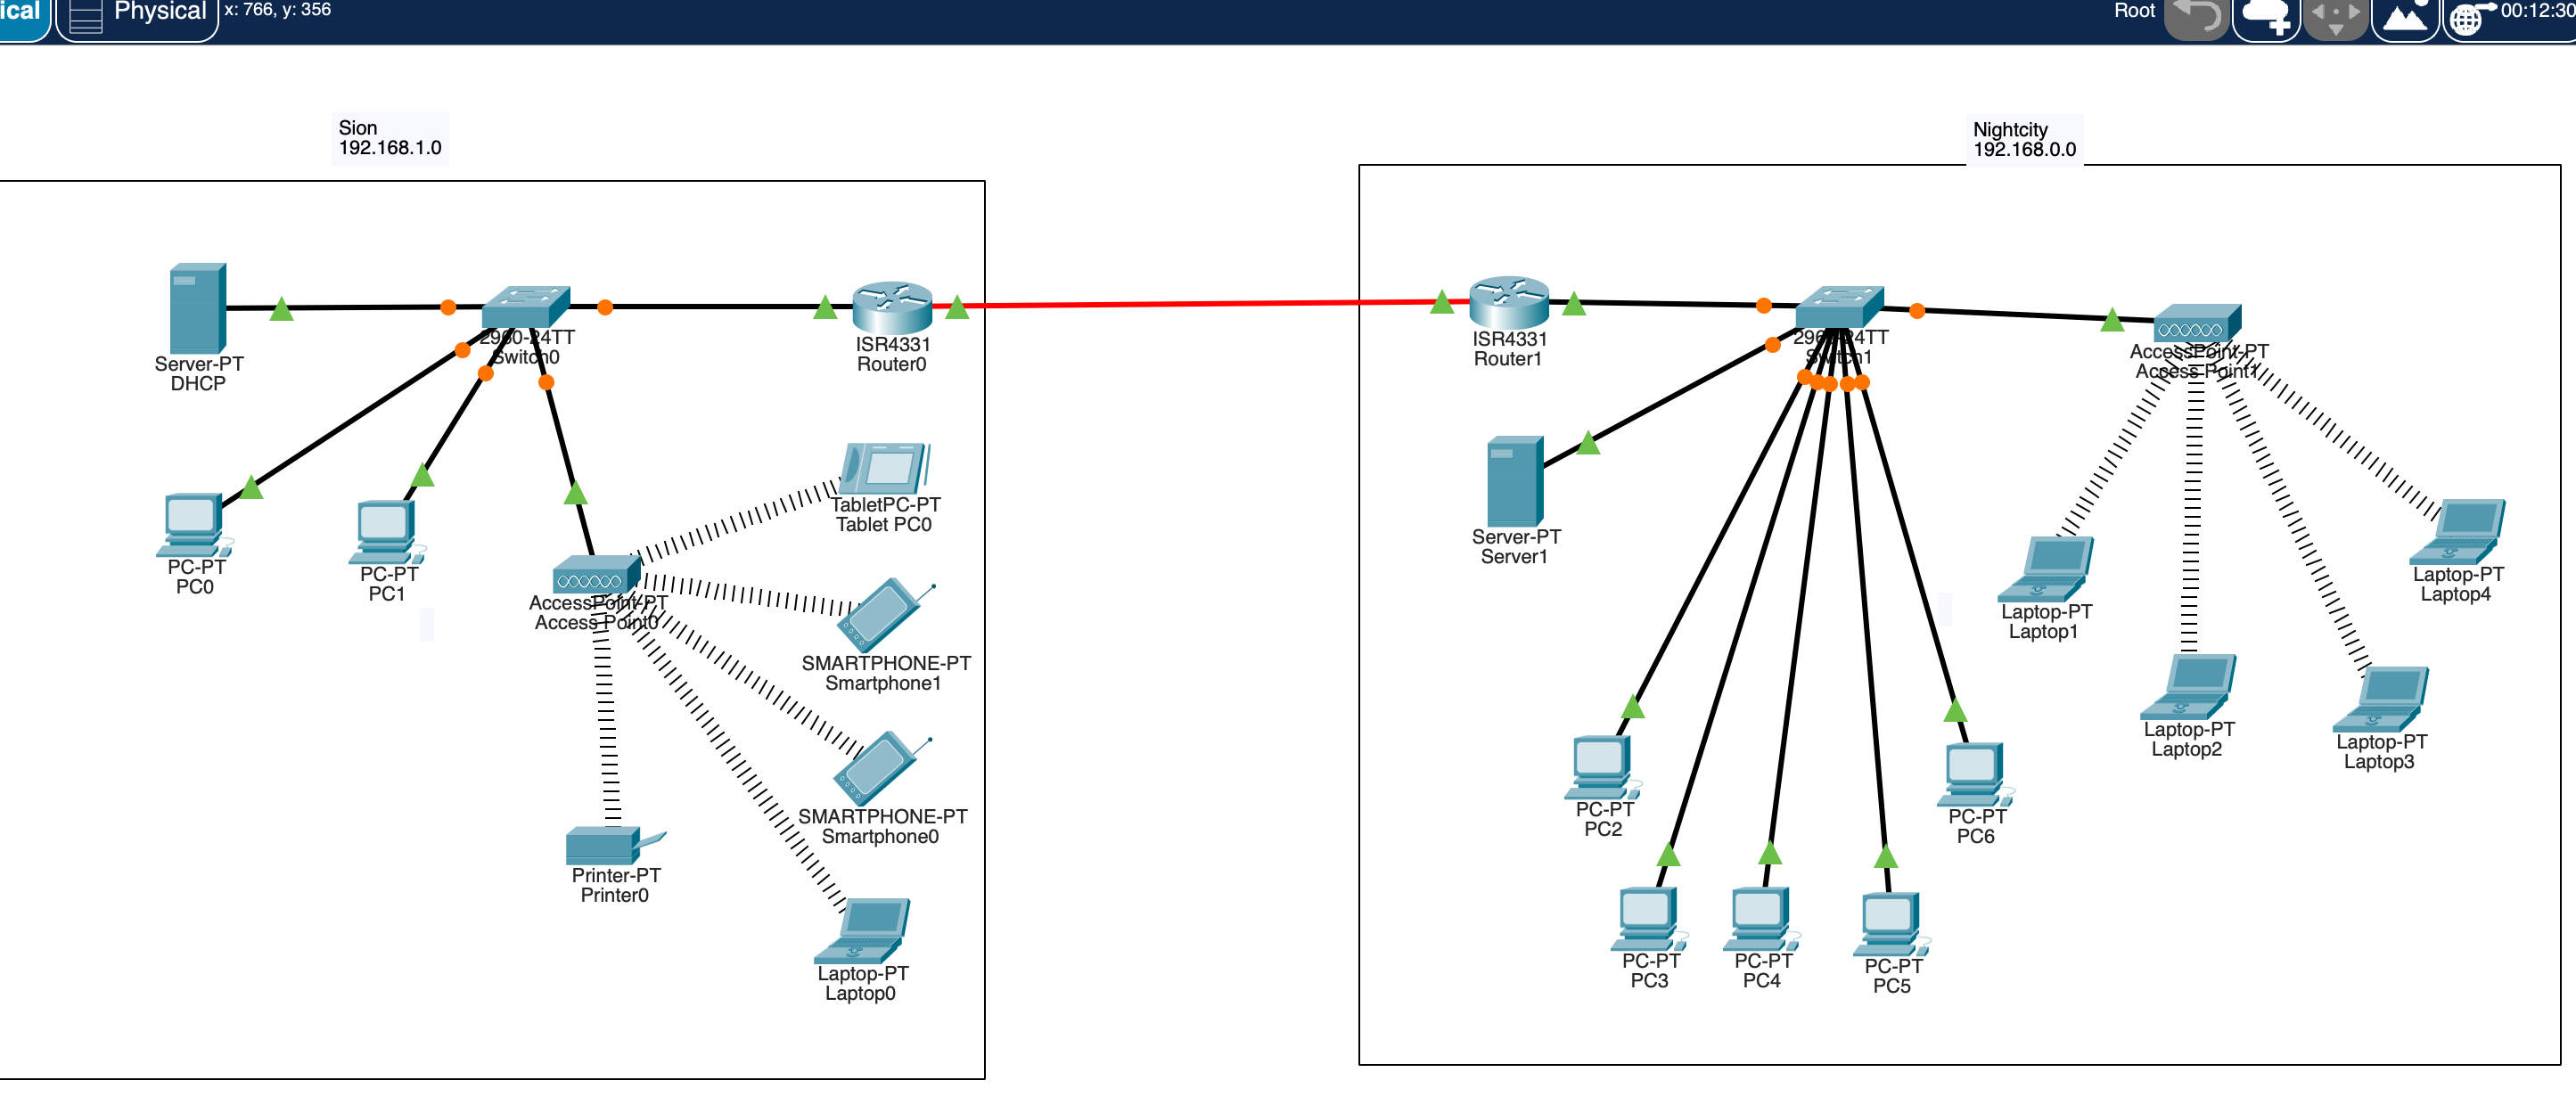 ical
Physical
x: 766, y: 356
Root
00:12:30
Sion
192.168.1.0
Nightcity
192.168.0.0
Server-PT
DHCP
2960-24TT
Switch0
ISR4331
Router0
ISR4331
Router1
2960-24TT
Switch1
AccessPoint-PT
Access Point1
TabletPC-PT
Tablet PC0
Server-PT
Server1
PC-PT
PC0
PC-PT
PC1
AccessPoint-PT
Access Point0
Laptop-PT
Laptop4
Laptop-PT
Laptop1
SMARTPHONE-PT
Smartphone1
Laptop-PT
Laptop2
Laptop-PT
Laptop3
SMARTPHONE-PT
Smartphone0
PC-PT
PC2
PC-PT
PC6
Printer-PT
Printer0
Laptop-PT
Laptop0
PC-PT
PC3
PC-PT
PC4
PC-PT
PC5